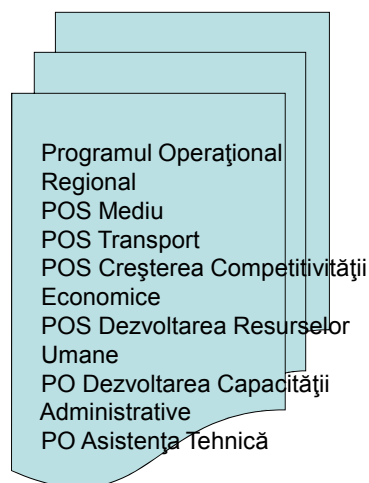 Programul Operaţional
Regional
POS Mediu
POS Transport
POS Creşterea Competitivităţii
Economice
POS Dezvoltarea Resurselor
Umane
PO Dezvoltarea Capacităţii
Administrative
PO Asistenţa Tehnică